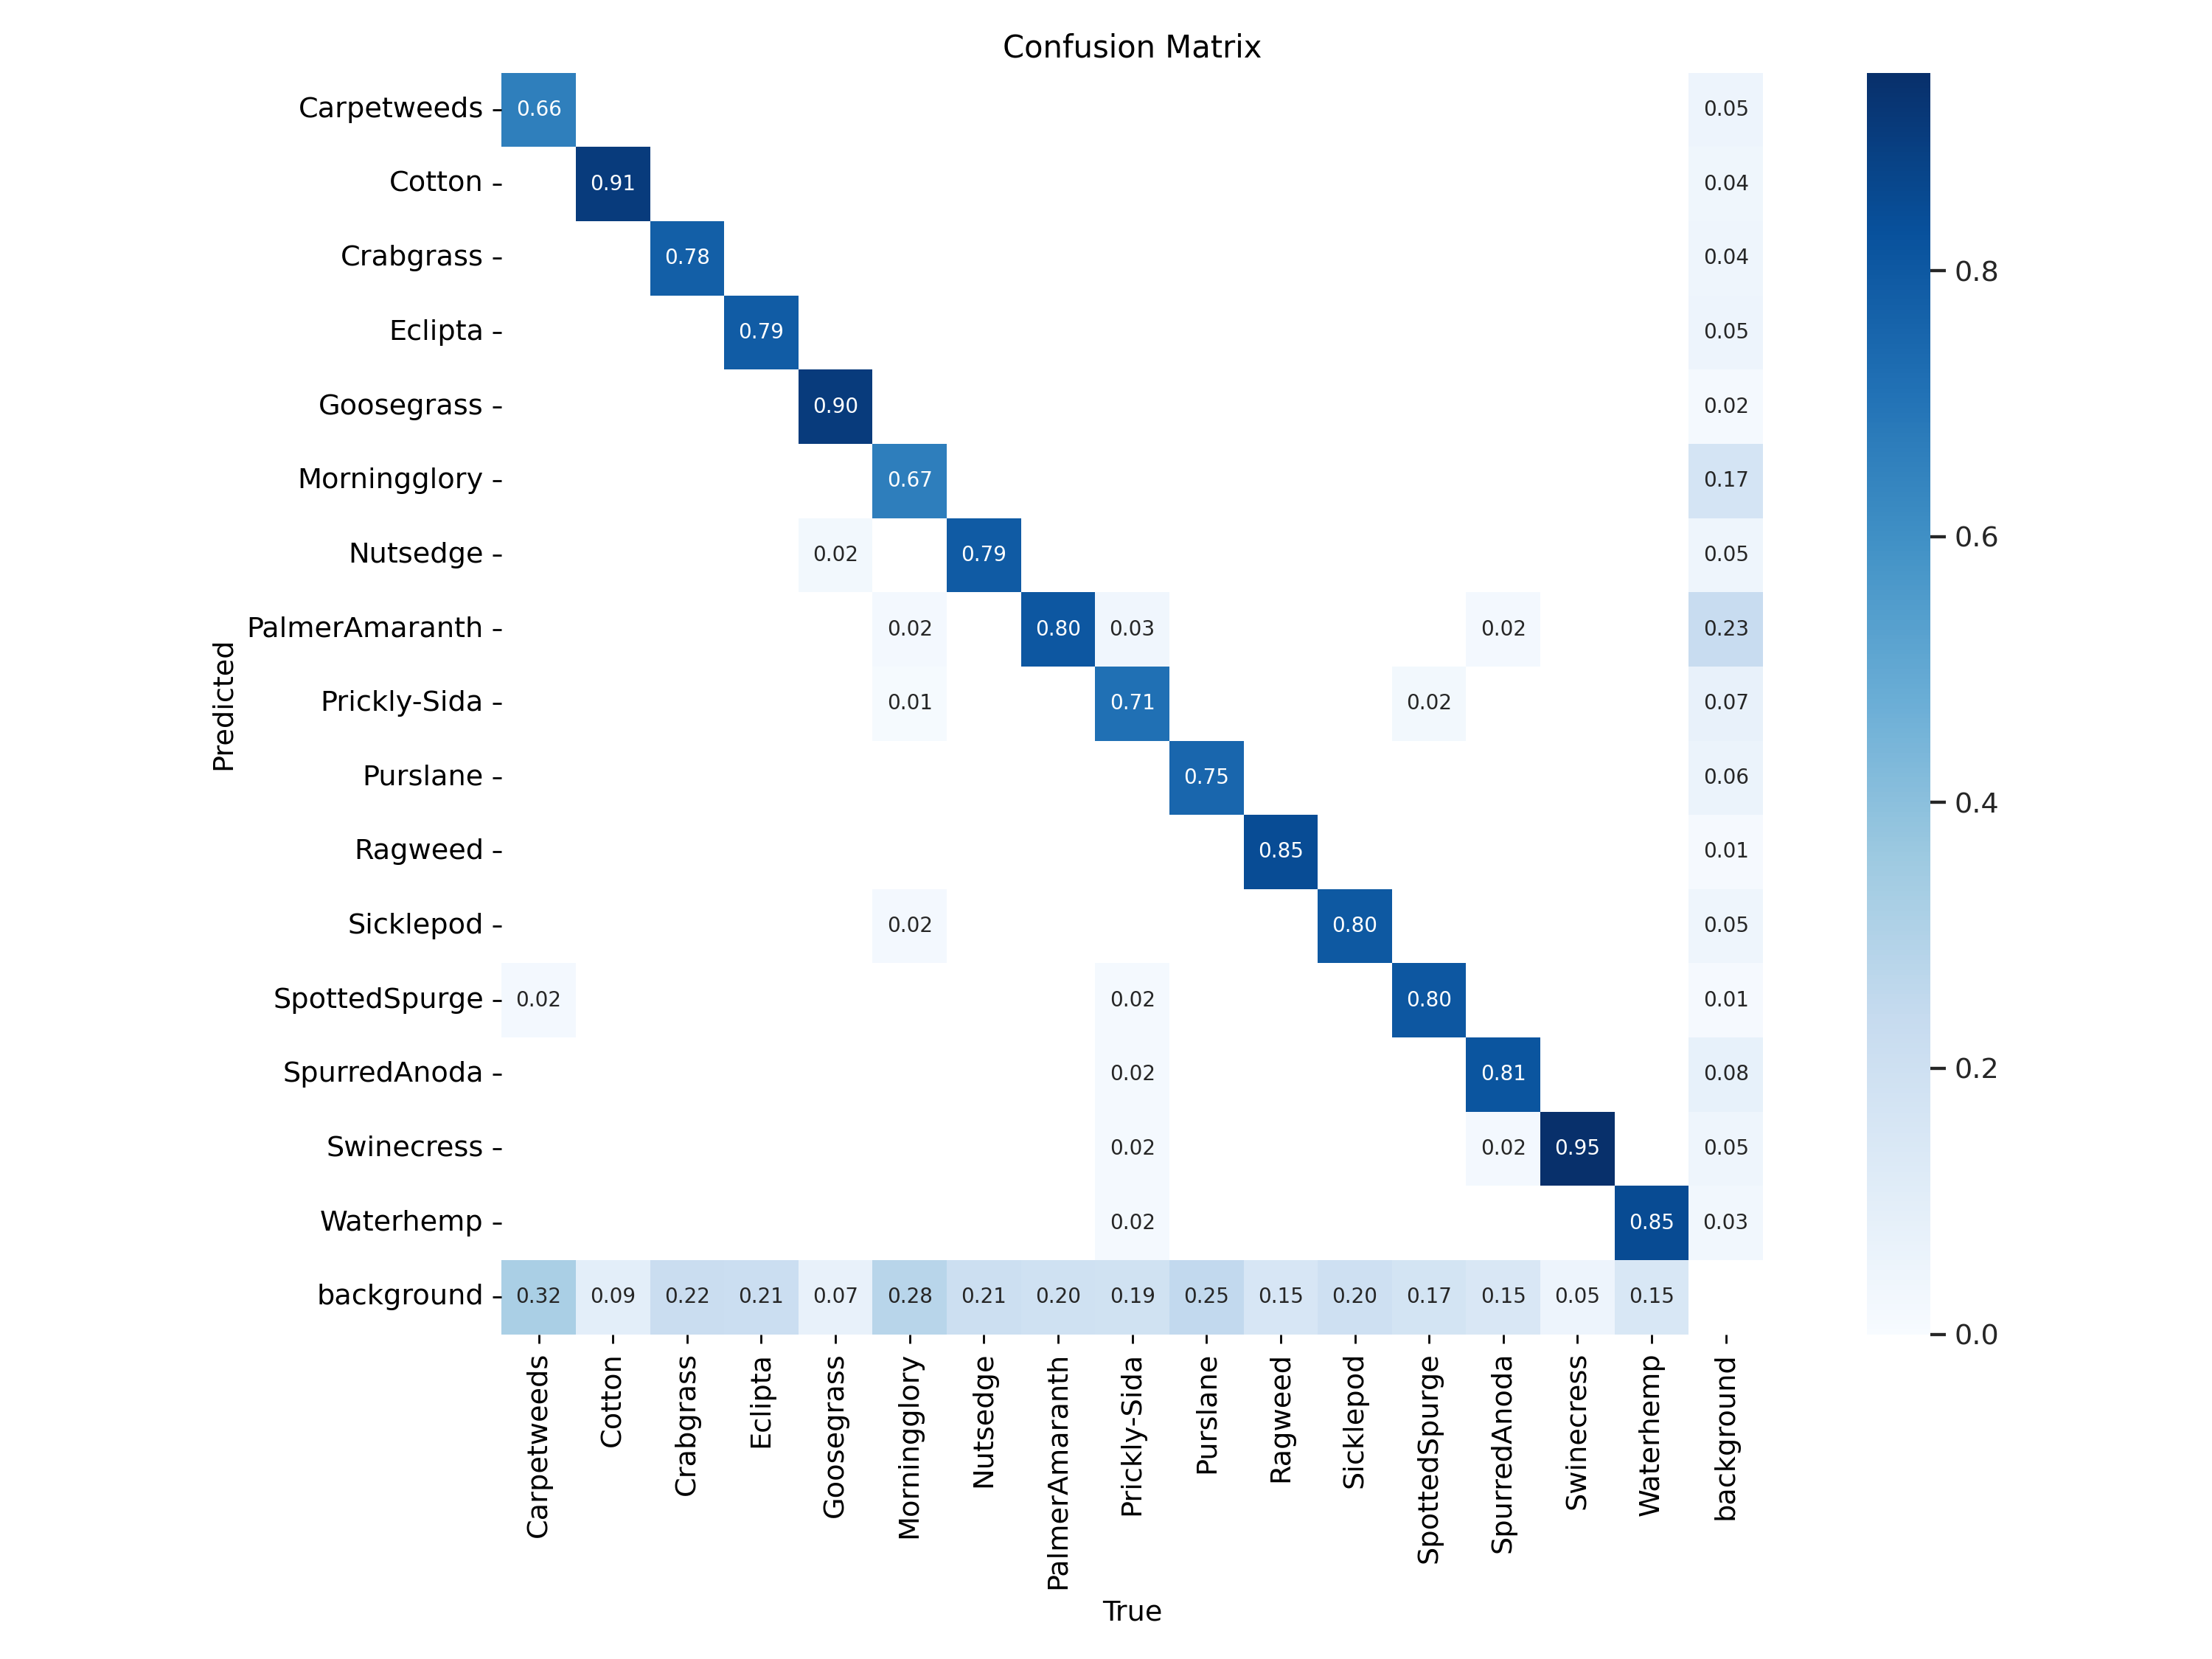 Confusion Matrix
Predicted
Carpetweeds 0.66 0.05
Cotton 0.91 0.04
Crabgrass 0.78 0.04
Eclipta 0.79 0.05
Goosegrass 0.90 0.02
Morningglory 0.67 0.17
Nutsedge 0.02 0.79 0.05
PalmerAmaranth 0.02 0.80 0.03 0.02 0.23
Prickly-Sida 0.01 0.71 0.02 0.07
Purslane 0.75 0.06
Ragweed 0.85 0.01
Sicklepod 0.02 0.80 0.05
SpottedSpurge 0.02 0.02 0.80 0.01
SpurredAnoda 0.02 0.81 0.08
Swinecress 0.02 0.02 0.95 0.05
Waterhemp 0.02 0.85 0.03
background 0.32 0.09 0.22 0.21 0.07 0.28 0.21 0.20 0.19 0.25 0.15 0.20 0.17 0.15 0.05 0.15
Carpetweeds
Cotton
Crabgrass
Eclipta
Goosegrass
Morningglory
Nutsedge
PalmerAmaranth
Prickly-Sida
Purslane
Ragweed
Sicklepod
SpottedSpurge
SpurredAnoda
Swinecress
Waterhemp
background
True
0.8
0.6
0.4
0.2
0.0